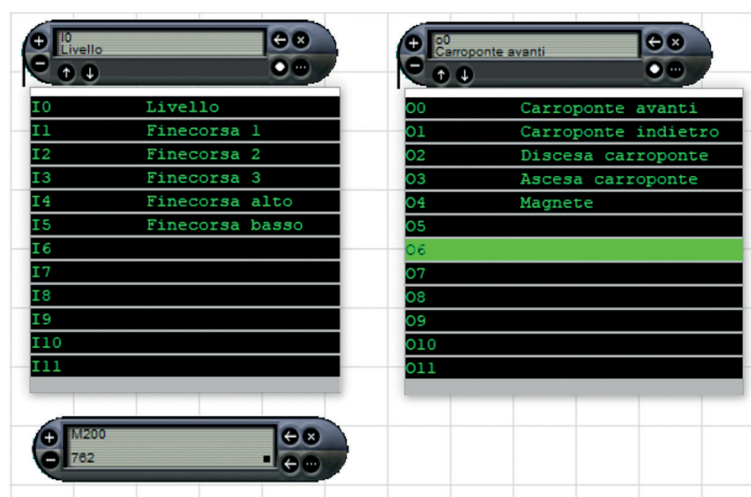 I0
Livello
o0
Carroponte avanti
I0 Livello
I1 Finecorsa 1
I2 Finecorsa 2
I3 Finecorsa 3
I4 Finecorsa alto
I5 Finecorsa basso
I6
I7
I8
I9
I10
I11
O0 Carroponte avanti
O1 Carroponte indietro
O2 Discesa carroponte
O3 Ascesa carroponte
O4 Magnete
O5
O6
O7
O8
O9
O10
O11
M200
762